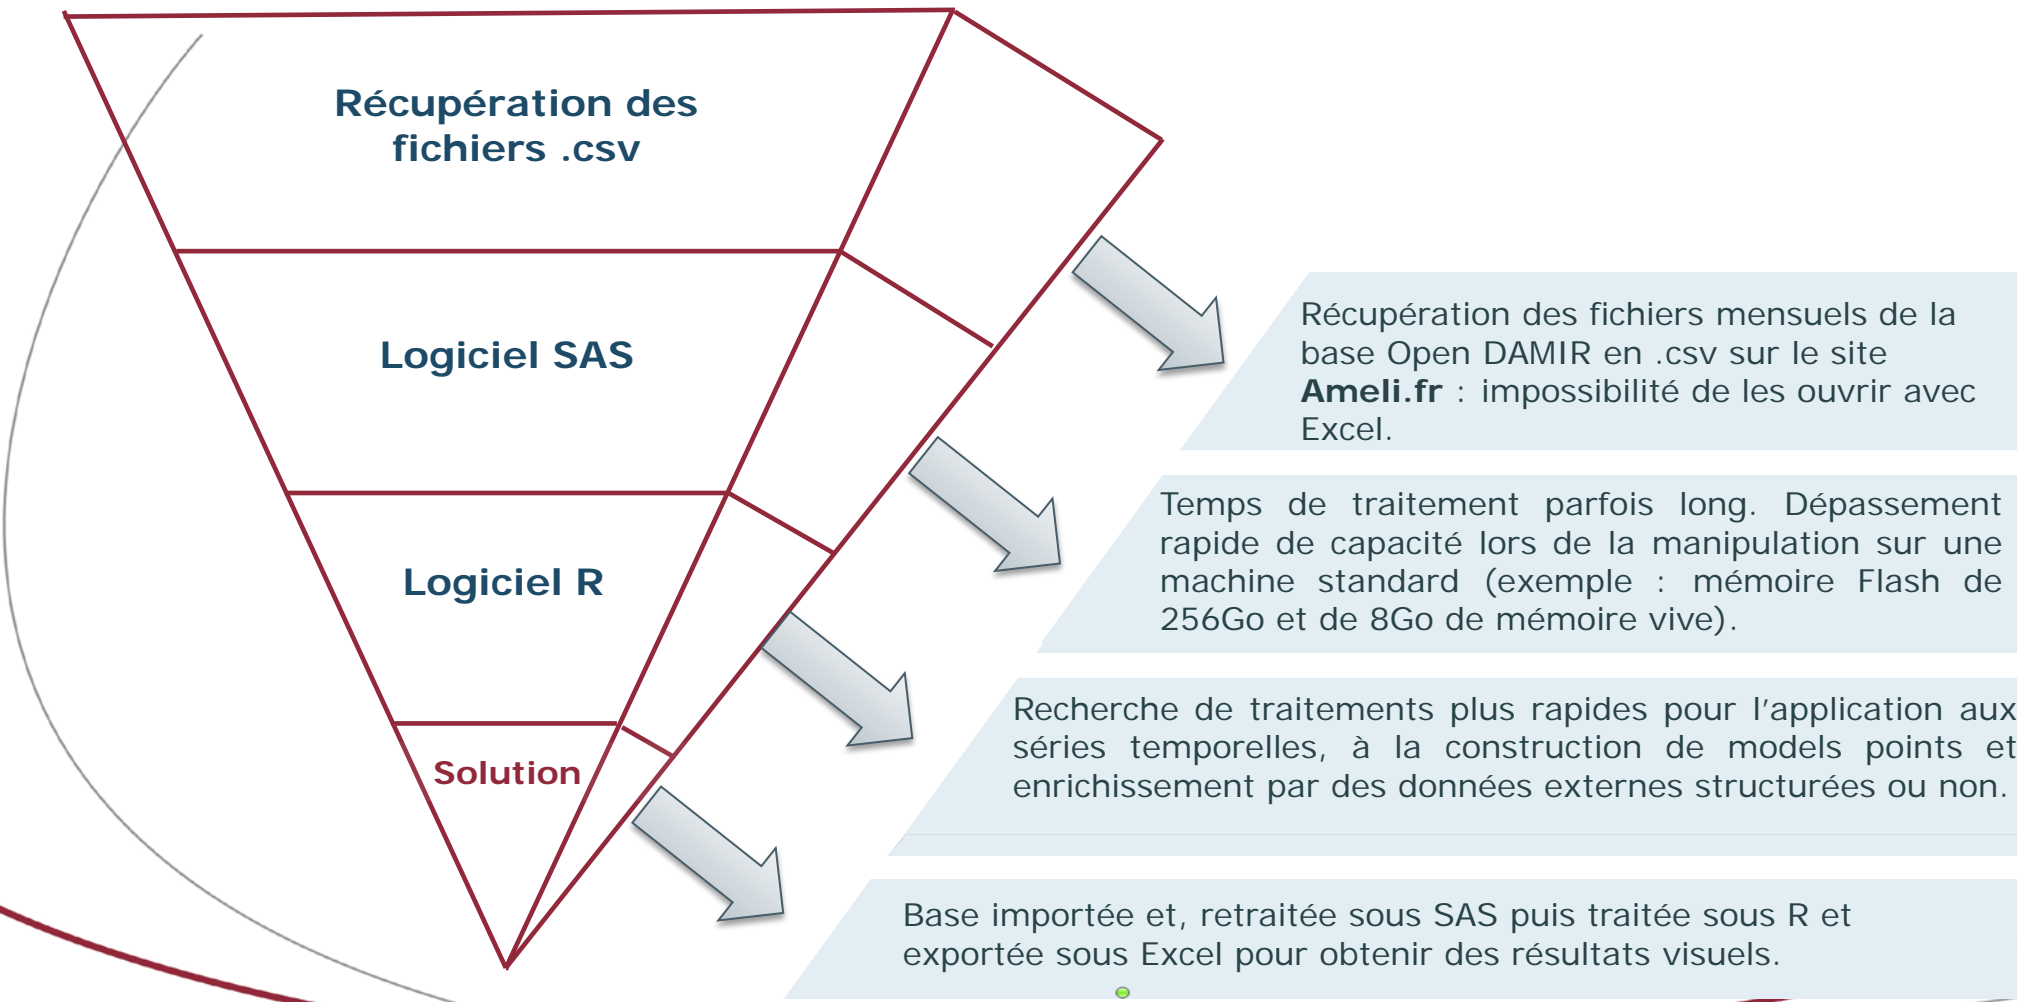 Récupération des
fichiers .csv
Logiciel SAS
Logiciel R
Solution
Récupération des fichiers mensuels de la
base Open DAMIR en .csv sur le site
Ameli.fr : impossibilité de les ouvrir avec
Excel.
Temps de traitement parfois long. Dépassement
rapide de capacité lors de la manipulation sur une
machine standard (exemple : mémoire Flash de
256Go et de 8Go de mémoire vive).
Recherche de traitements plus rapides pour l'application aux
séries temporelles, à la construction de models points et
enrichissement par des données externes structurées ou non.
Base importée et, retraitée sous SAS puis traitée sous R et
exportée sous Excel pour obtenir des résultats visuels.